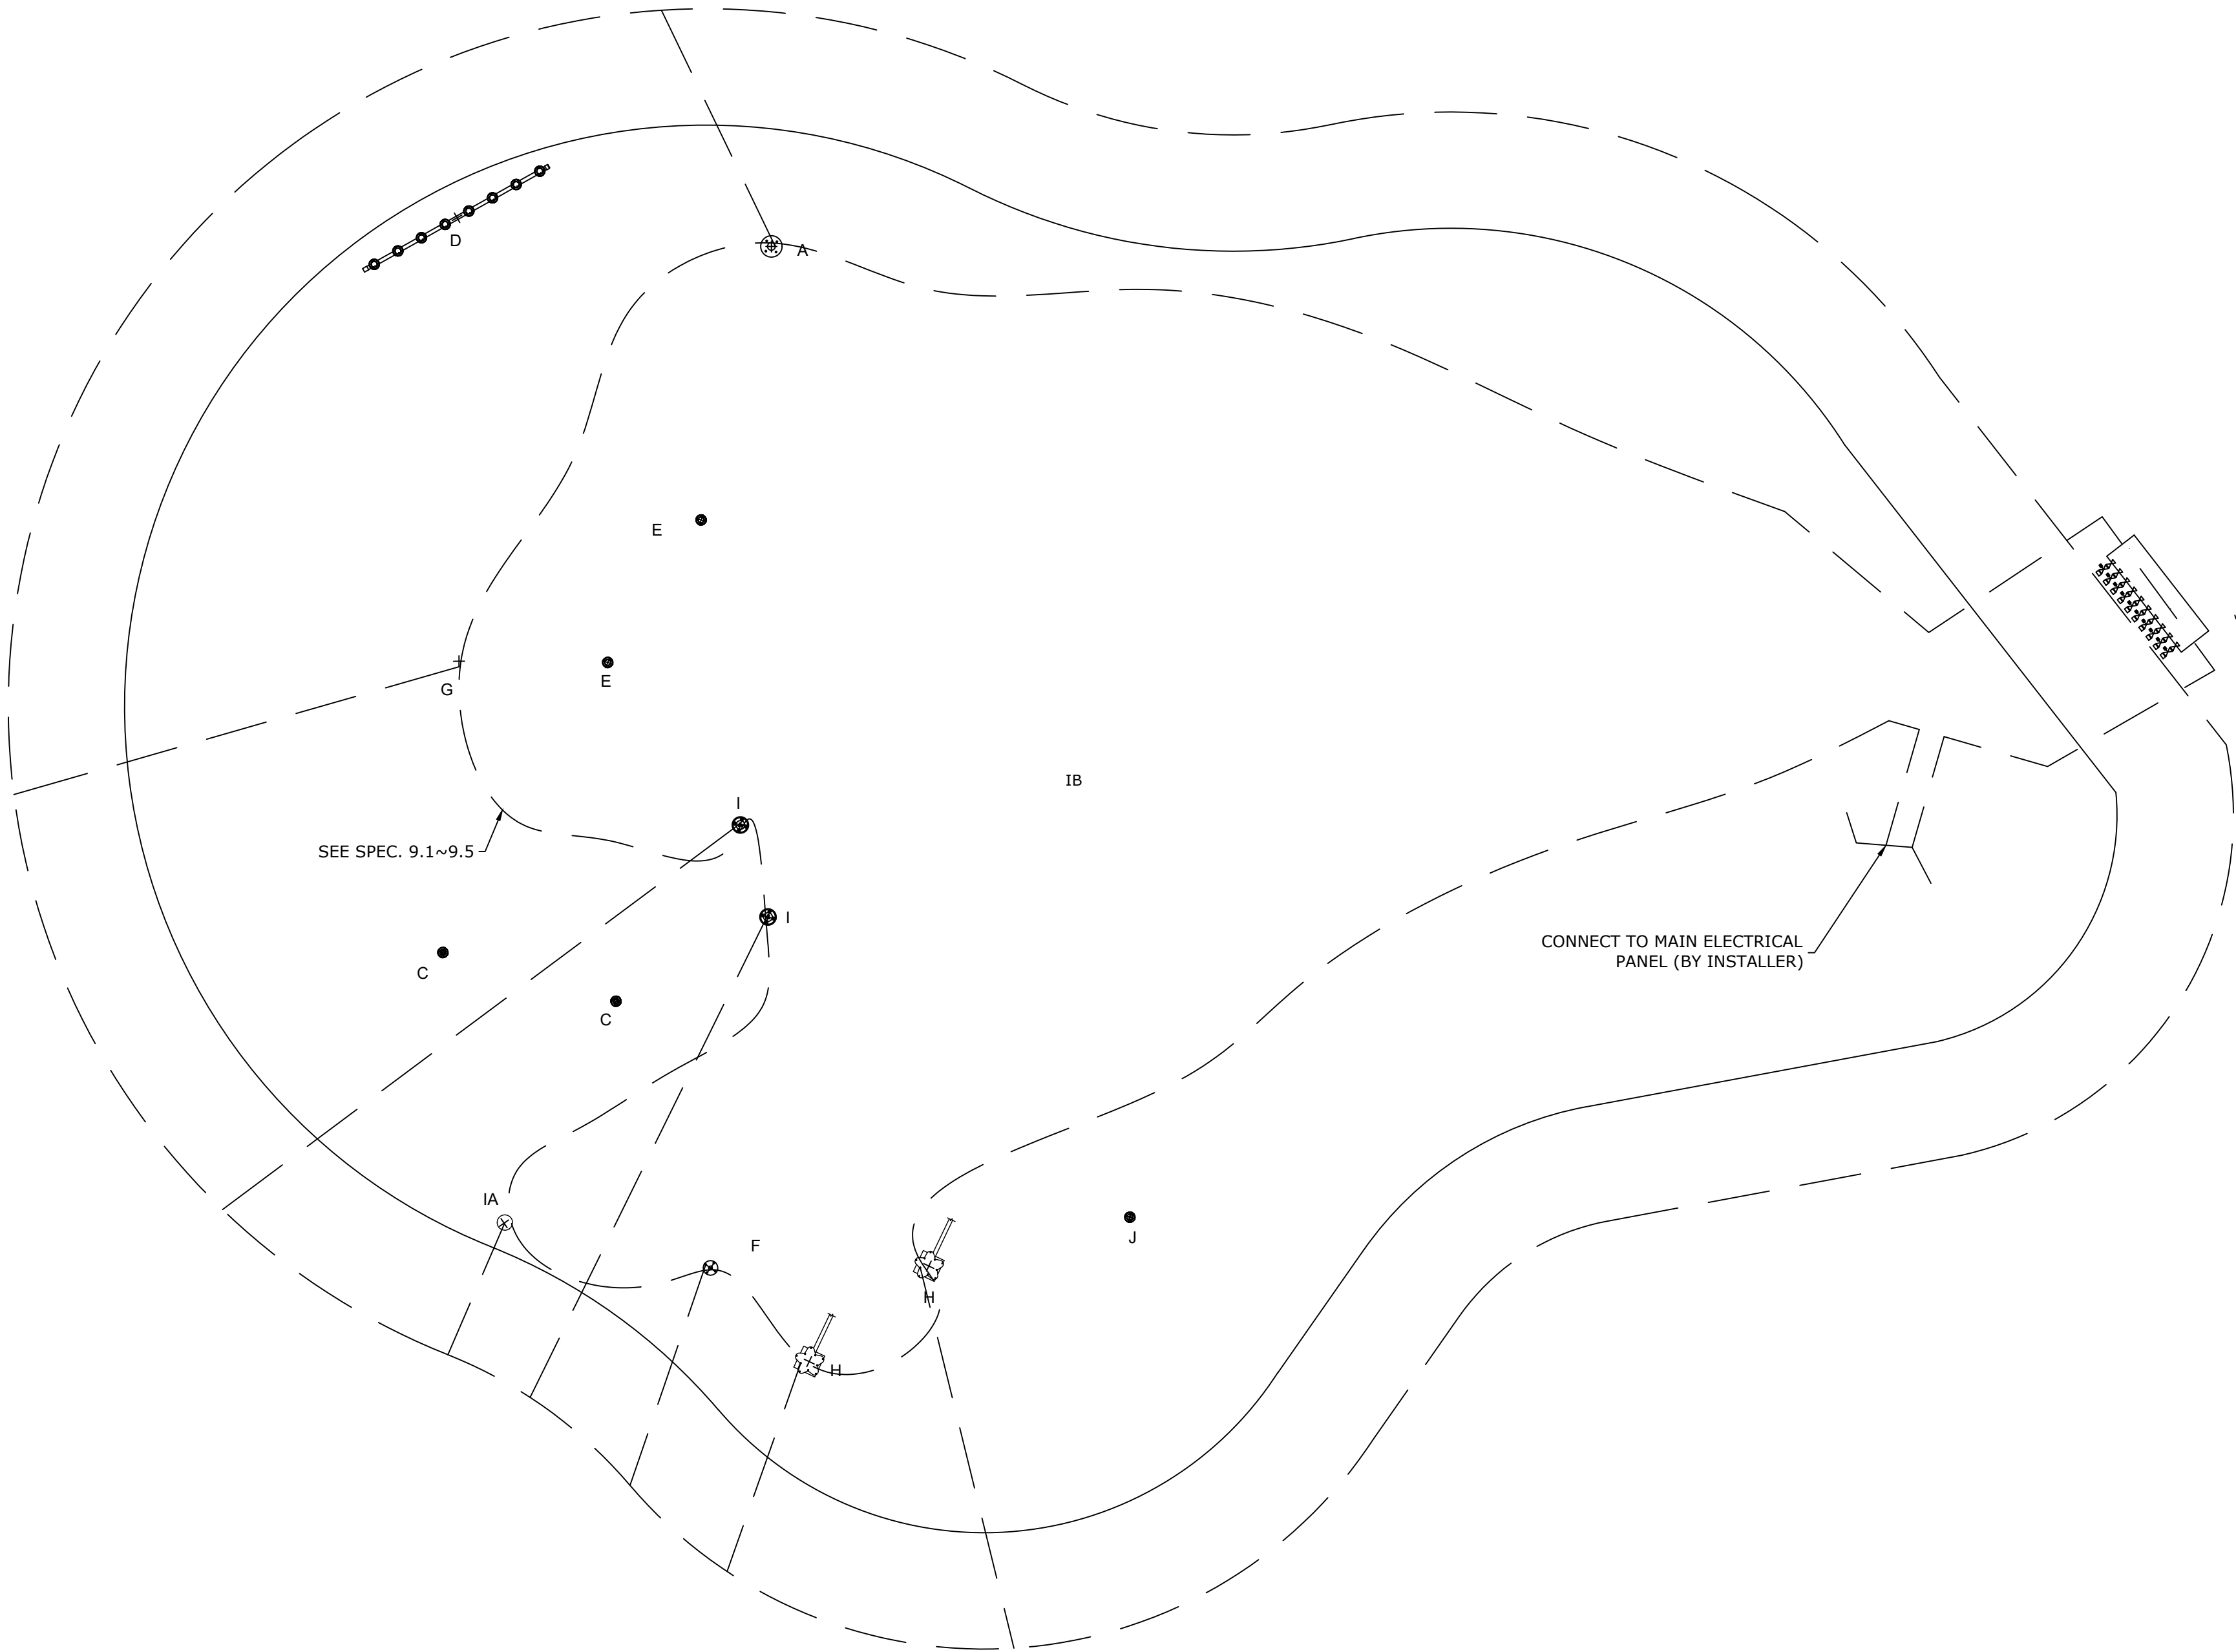 D
A
E
E
G
IB
I
SEE SPEC. 9.1~9.5
I
CONNECT TO MAIN ELECTRICAL
PANEL (BY INSTALLER)
C
C
IA
F
J
H
H